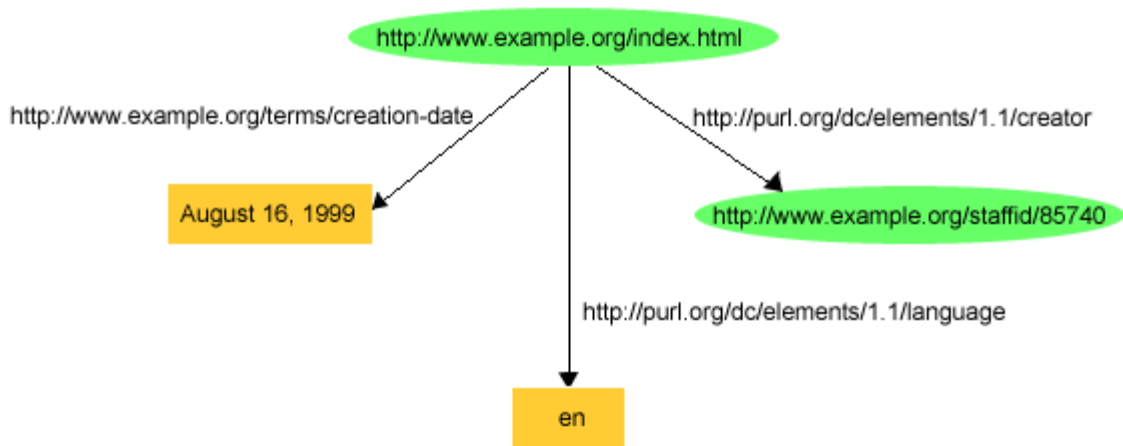 http://www.example.org/index.html
http://www.example.org/terms/creation-date
http://purl.org/dc/elements/1.1/creator
August 16, 1999
http://www.example.org/staffid/85740
http://purl.org/dc/elements/1.1/language
en